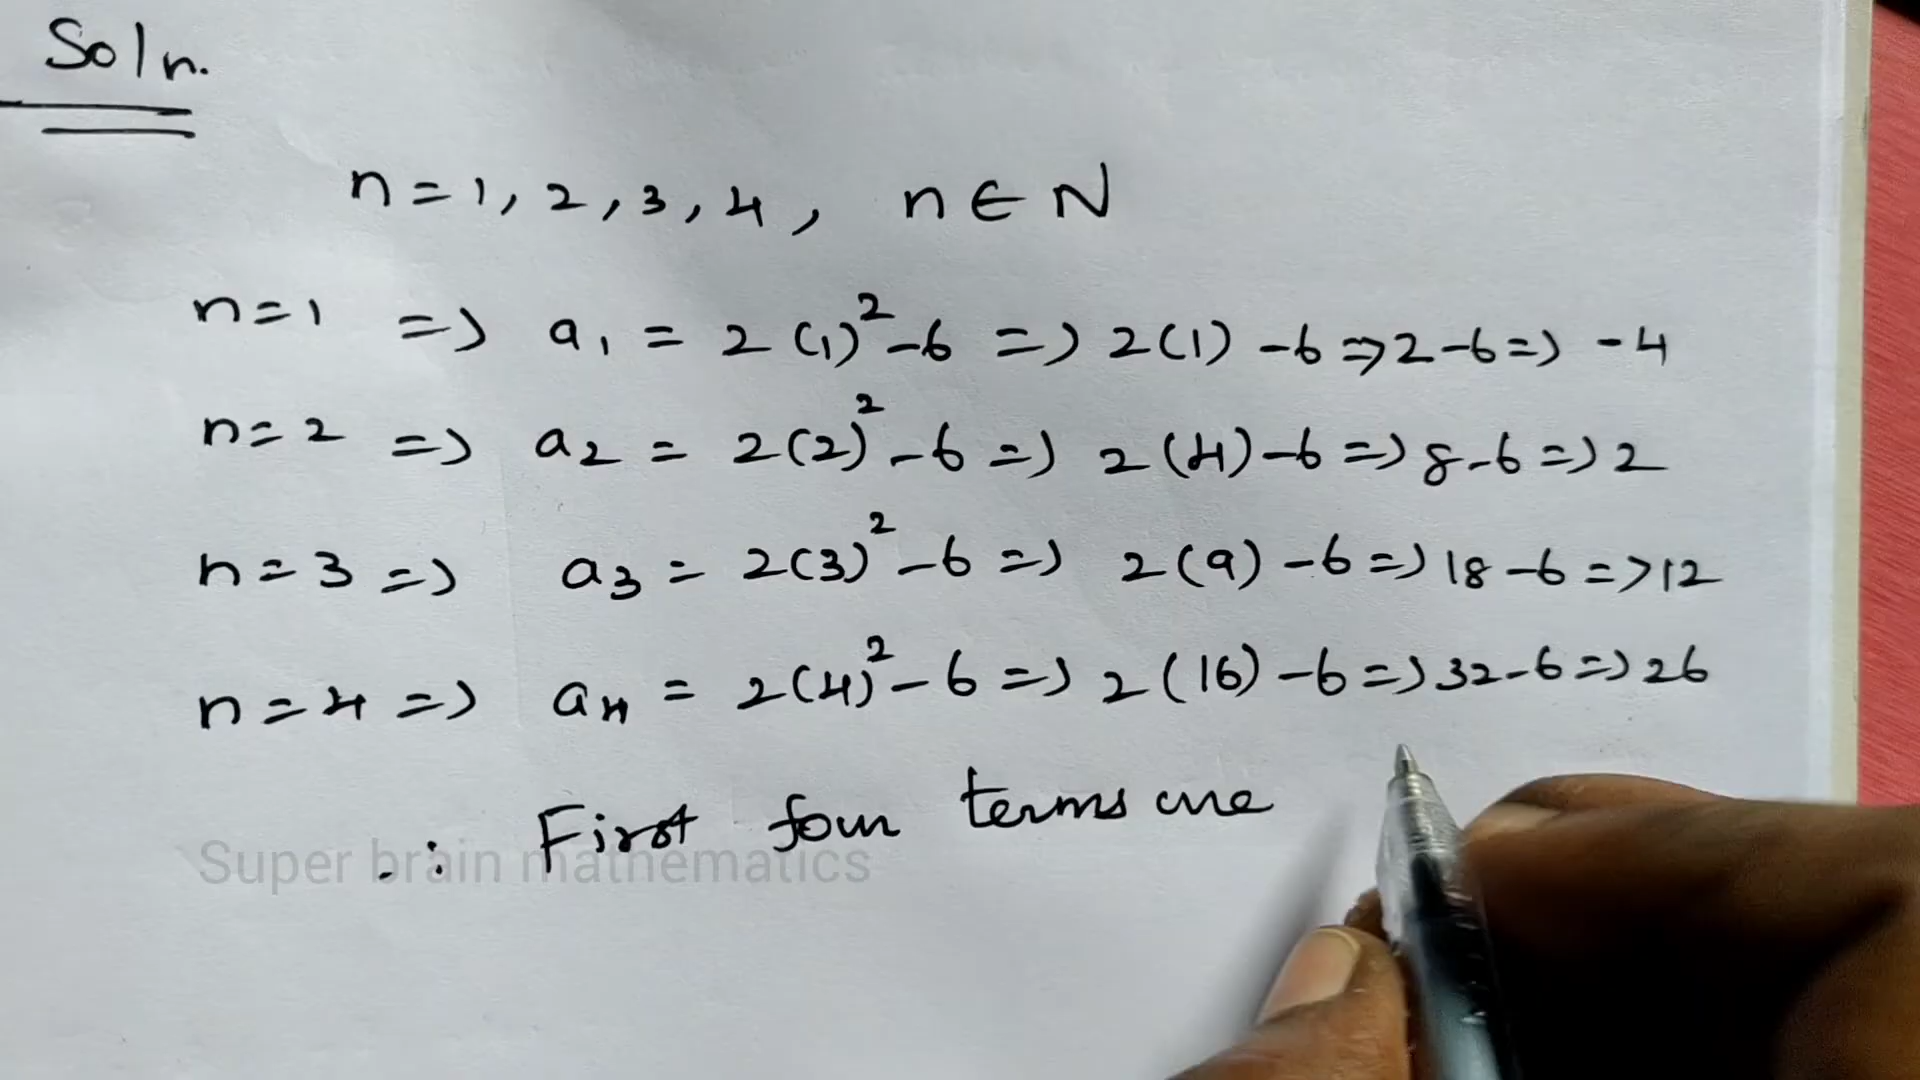 Soln.
n=1, 2, 3, 4, n∈N
n=1 => a₁ = 2(1)²-6 => 2(1)-6 => 2-6 => -4
n=2 => a₂ = 2(2)²-6 => 2(4)-6 => 8-6 => 2
n=3 => a₃ = 2(3)²-6 => 2(9)-6 => 18-6 => 12
n=4 => a₄ = 2(4)²-6 => 2(16)-6 => 32-6 => 26
∴ First four terms are
Super brain mathematics